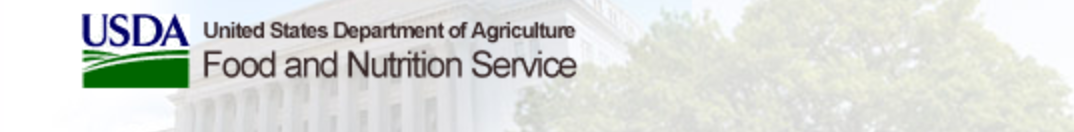 USDA
United States Department of Agriculture
Food and Nutrition Service